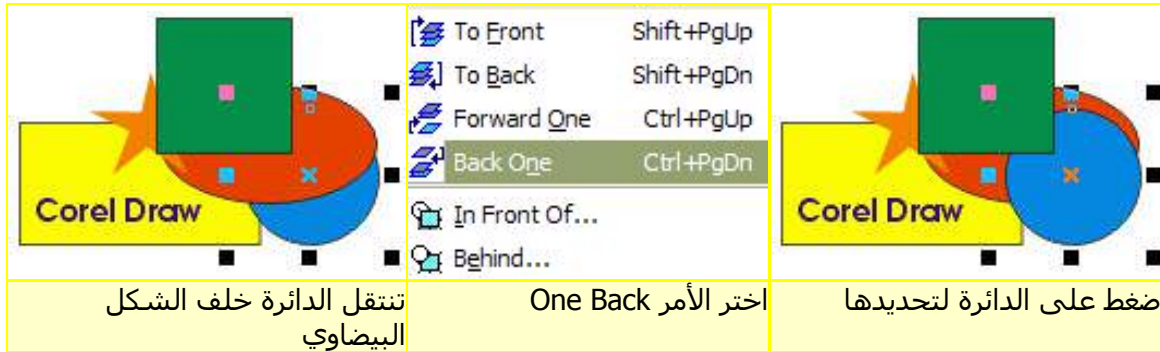 Corel Draw
To Front Shift+PgUp
To Back Shift+PgDn
Forward One Ctrl+PgUp
Back One Ctrl+PgDn
In Front Of...
Behind...
Corel Draw
ضغط على الدائرة لتحديدها
اختر الأمر One Back
تنتقل الدائرة خلف الشكل
البيضاوي